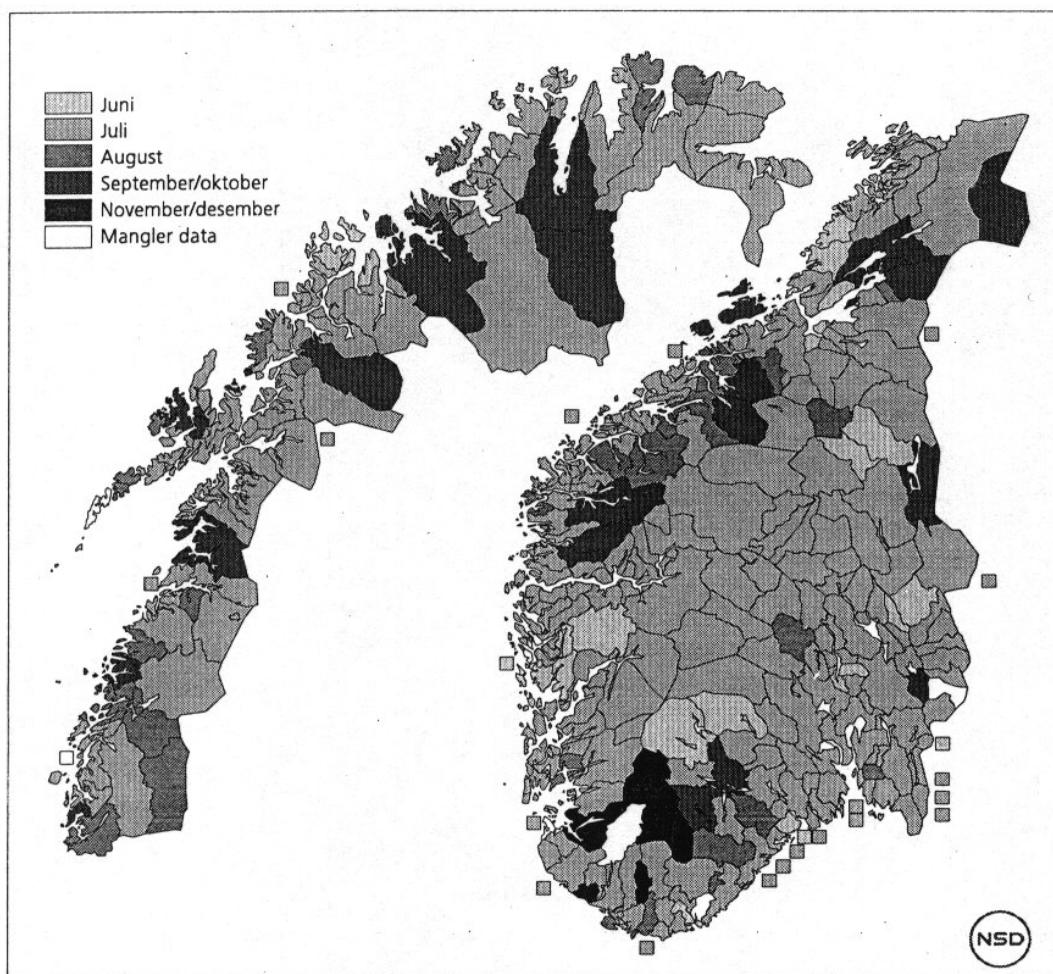 Juni
Juli
August
September/oktober
November/desember
Mangler data
NSD